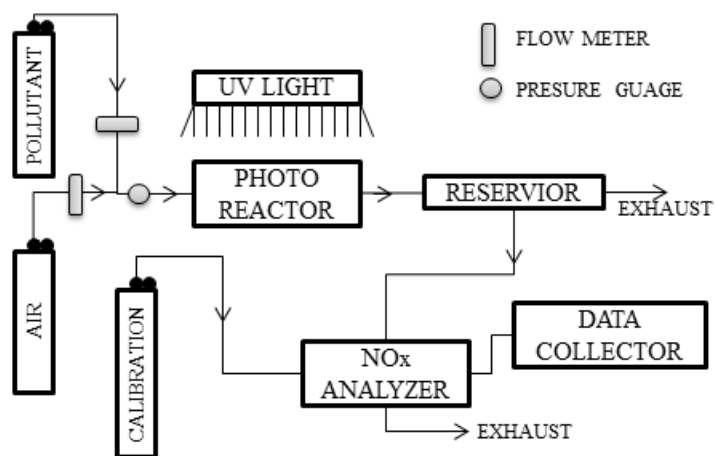 FLOW METER
PRESURE GUAGE
POLLUTANT
UV LIGHT
PHOTO
REACTOR
RESERVIOR
EXHAUST
AIR
CALIBRATION
NOx
ANALYZER
DATA
COLLECTOR
EXHAUST